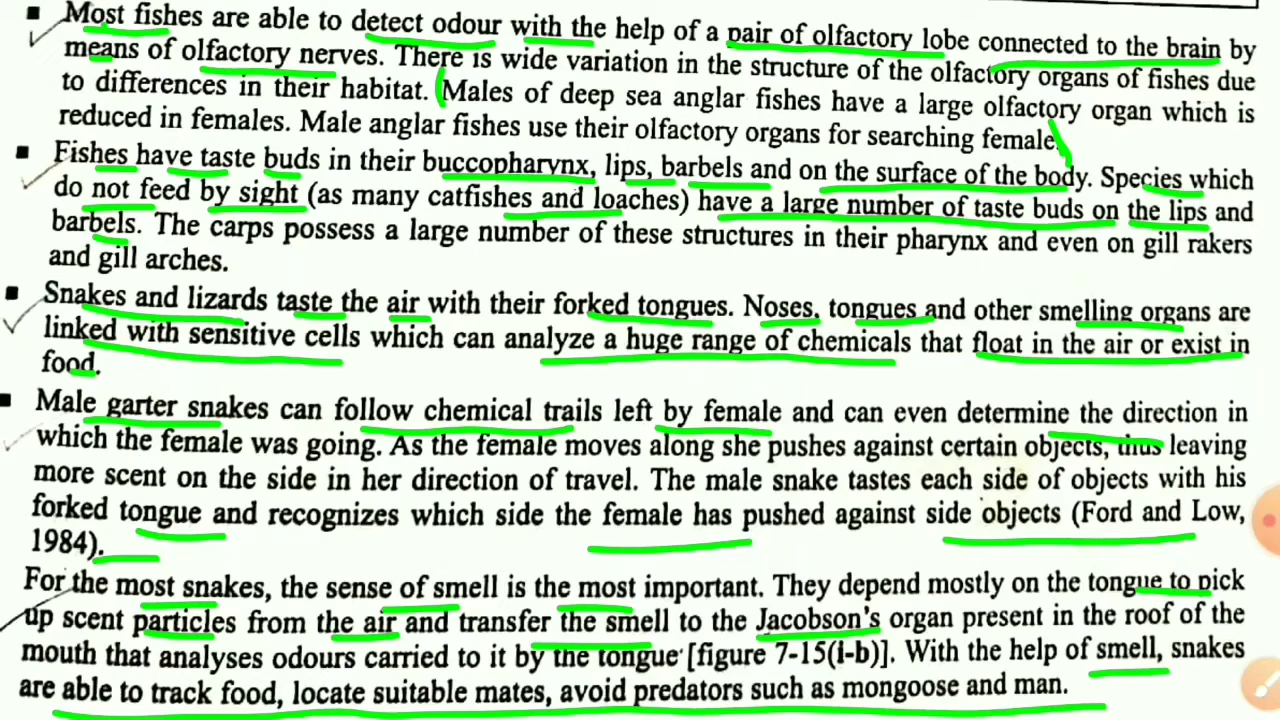 ▪ Most fishes are able to detect odour with the help of a pair of olfactory lobe connected to the brain by
means of olfactory nerves. There is wide variation in the structure of the olfactory organs of fishes due
to differences in their habitat. Males of deep sea anglar fishes have a large olfactory organ which is
reduced in females. Male anglar fishes use their olfactory organs for searching female.
▪ Fishes have taste buds in their buccopharynx, lips, barbels and on the surface of the body. Species which
do not feed by sight (as many catfishes and loaches) have a large number of taste buds on the lips and
barbels. The carps possess a large number of these structures in their pharynx and even on gill rakers
and gill arches.
▪ Snakes and lizards taste the air with their forked tongues. Noses, tongues and other smelling organs are
linked with sensitive cells which can analyze a huge range of chemicals that float in the air or exist in
food.
▪ Male garter snakes can follow chemical trails left by female and can even determine the direction in
which the female was going. As the female moves along she pushes against certain objects, thus leaving
more scent on the side in her direction of travel. The male snake tastes each side of objects with his
forked tongue and recognizes which side the female has pushed against side objects (Ford and Low,
1984).
For the most snakes, the sense of smell is the most important. They depend mostly on the tongue to pick
up scent particles from the air and transfer the smell to the Jacobson's organ present in the roof of the
mouth that analyses odours carried to it by the tongue [figure 7-15(i-b)]. With the help of smell, snakes
are able to track food, locate suitable mates, avoid predators such as mongoose and man.